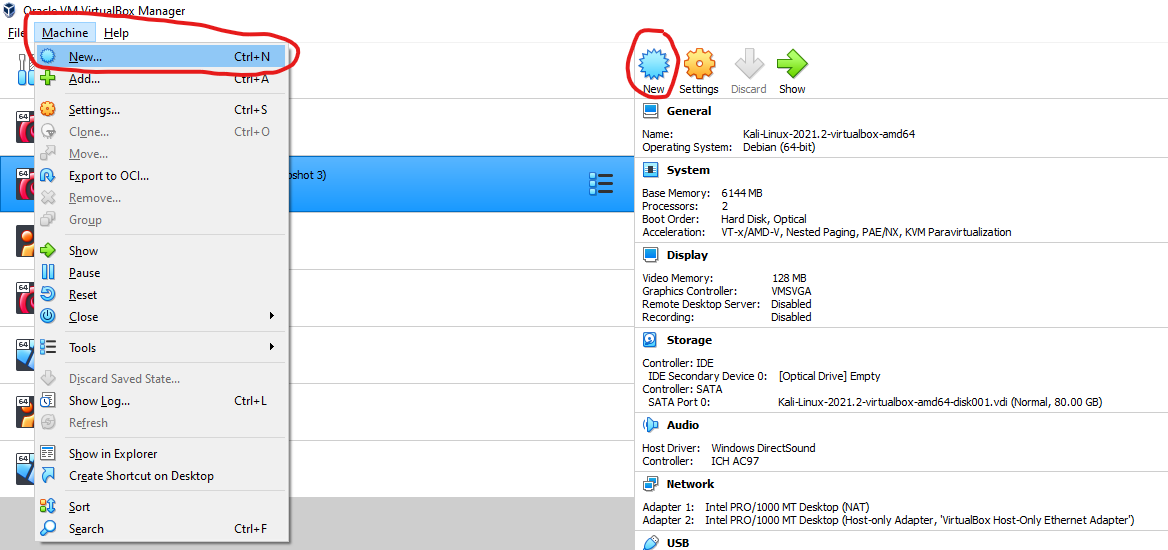 Oracle VM VirtualBox Manager
File Machine Help
New... Ctrl+N
Add... Ctrl+A
Settings... Ctrl+S
Clone... Ctrl+O
Move...
Export to OCI...
Remove...
Group
Show
Pause
Reset
Close
Tools
Discard Saved State...
Show Log... Ctrl+L
Refresh
Show in Explorer
Create Shortcut on Desktop
Sort
Search Ctrl+F
64
64
3)
64
64
64
64
New Settings Discard Show
General
Name: Kali-Linux-2021.2-virtualbox-amd64
Operating System: Debian (64-bit)
System
Base Memory: 6144 MB
Processors: 2
Boot Order: Hard Disk, Optical
Acceleration: VT-x/AMD-V, Nested Paging, PAE/NX, KVM Paravirtualization
Display
Video Memory: 128 MB
Graphics Controller: VMSVGA
Remote Desktop Server: Disabled
Recording: Disabled
Storage
Controller: IDE
IDE Secondary Device 0: [Optical Drive] Empty
Controller: SATA
SATA Port 0: Kali-Linux-2021.2-virtualbox-amd64-disk001.vdi (Normal, 80.00 GB)
Audio
Host Driver: Windows DirectSound
Controller: ICH AC97
Network
Adapter 1: Intel PRO/1000 MT Desktop (NAT)
Adapter 2: Intel PRO/1000 MT Desktop (Host-only Adapter, 'VirtualBox Host-Only Ethernet Adapter')
USB